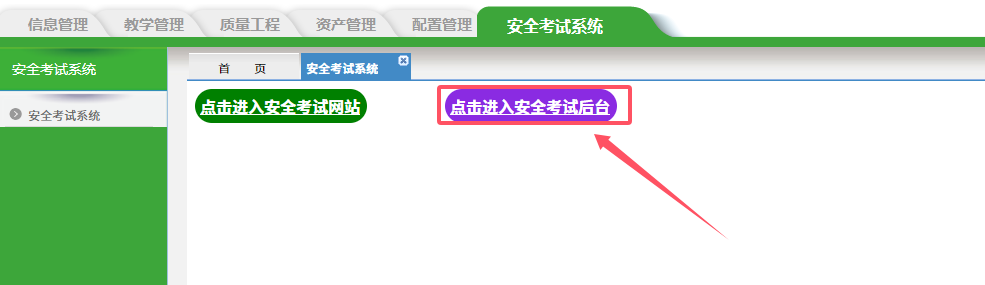 信息管理 教学管理 质量工程 资产管理 配置管理 安全考试系统
安全考试系统
首 页 安全考试系统
点击进入安全考试网站 点击进入安全考试后台
安全考试系统